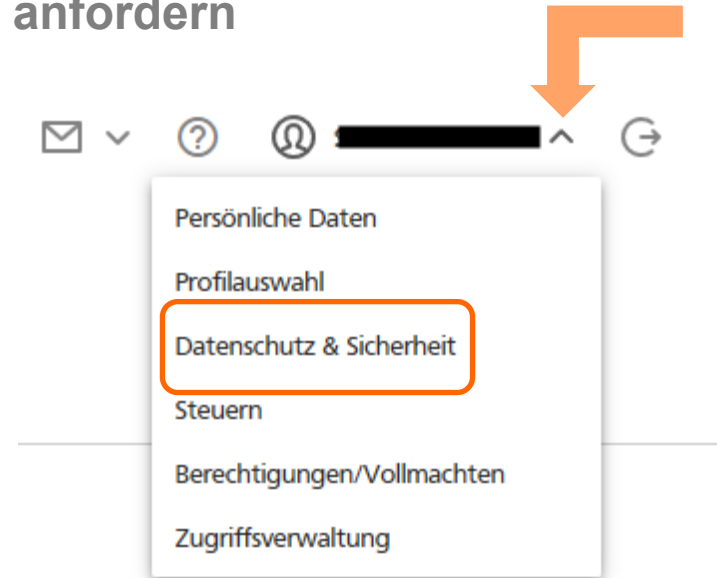 anfordern
Persönliche Daten
Profilauswahl
Datenschutz & Sicherheit
Steuern
Berechtigungen/Vollmachten
Zugriffsverwaltung